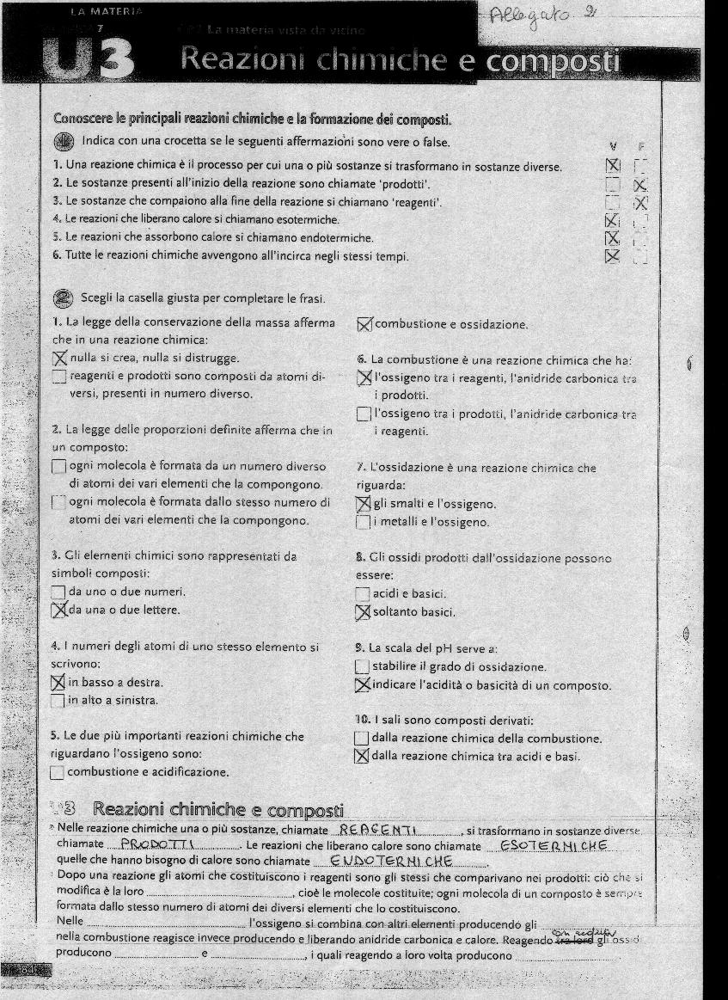 LA MATERIA
Allegato 2
7
La materia vista da vicino
U3 Reazioni chimiche e composti
Conoscere le principali reazioni chimiche e la formazione dei composti.
1 Indica con una crocetta se le seguenti affermazioni sono vere o false.
V F
1. Una reazione chimica è il processo per cui una o più sostanze si trasformano in sostanze diverse.
2. Le sostanze presenti all'inizio della reazione sono chiamate 'prodotti'.
3. Le sostanze che compaiono alla fine della reazione si chiamano 'reagenti'.
4. Le reazioni che liberano calore si chiamano esotermiche.
5. Le reazioni che assorbono calore si chiamano endotermiche.
6. Tutte le reazioni chimiche avvengono all'incirca negli stessi tempi.
2 Scegli la casella giusta per completare le frasi.
1. La legge della conservazione della massa afferma
che in una reazione chimica:
nulla si crea, nulla si distrugge.
reagenti e prodotti sono composti da atomi di-
versi, presenti in numero diverso.
2. La legge delle proporzioni definite afferma che in
un composto:
ogni molecola è formata da un numero diverso
di atomi dei vari elementi che la compongono.
ogni molecola è formata dallo stesso numero di
atomi dei vari elementi che la compongono.
3. Gli elementi chimici sono rappresentati da
simboli composti:
da uno o due numeri.
da una o due lettere.
4. I numeri degli atomi di uno stesso elemento si
scrivono:
in basso a destra.
in alto a sinistra.
5. Le due più importanti reazioni chimiche che
riguardano l'ossigeno sono:
combustione e acidificazione.
combustione e ossidazione.
6. La combustione è una reazione chimica che ha:
l'ossigeno tra i reagenti, l'anidride carbonica tra
i prodotti.
l'ossigeno tra i prodotti, l'anidride carbonica tra
i reagenti.
7. L'ossidazione è una reazione chimica che
riguarda:
gli smalti e l'ossigeno.
i metalli e l'ossigeno.
8. Gli ossidi prodotti dall'ossidazione possono
essere:
acidi e basici.
soltanto basici.
9. La scala del pH serve a:
stabilire il grado di ossidazione.
indicare l'acidità o basicità di un composto.
10. I sali sono composti derivati:
dalla reazione chimica della combustione.
dalla reazione chimica tra acidi e basi.
U3 Reazioni chimiche e composti
Nelle reazione chimiche una o più sostanze, chiamate REAGENTI, si trasformano in sostanze diverse
chiamate PRODOTTI. Le reazioni che liberano calore sono chiamate ESOTERMICHE
quelle che hanno bisogno di calore sono chiamate ENDOTERMICHE.
Dopo una reazione gli atomi che costituiscono i reagenti sono gli stessi che comparivano nei prodotti: ciò che si
modifica è la loro ........, cioè le molecole costituite; ogni molecola di un composto è sempre
formata dallo stesso numero di atomi dei diversi elementi che lo costituiscono.
Nelle ........ l'ossigeno si combina con altri elementi producendo gli ........
nella combustione reagisce invece producendo e liberando anidride carbonica e calore. Reagendo tra loro gli ossidi
producono ........ e ........, i quali reagendo a loro volta producono
84